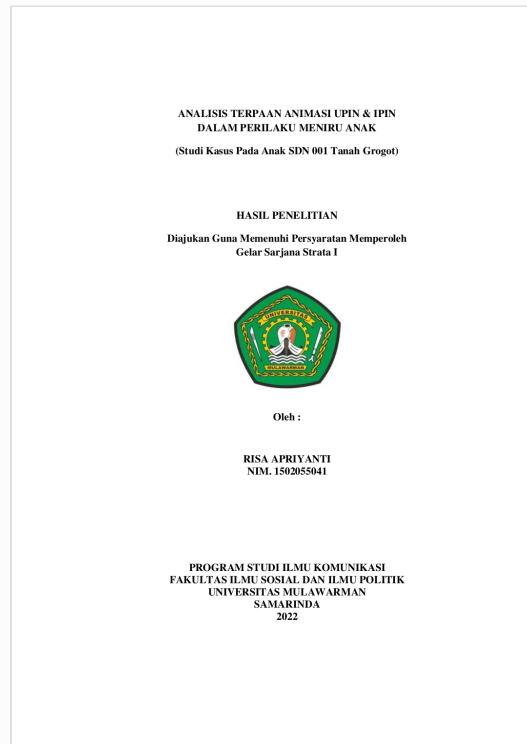 ANALISIS TERPAAN ANIMASI UPIN & IPIN
DALAM PERILAKU MENIRU ANAK
(Studi Kasus Pada Anak SDN 001 Tanah Grogot)
HASIL PENELITIAN
Diajukan Guna Memenuhi Persyaratan Memperoleh
Gelar Sarjana Strata I
UNIVERSITAS
MULAWARMAN
Oleh :
RISA APRIYANTI
NIM. 1502055041
PROGRAM STUDI ILMU KOMUNIKASI
FAKULTAS ILMU SOSIAL DAN ILMU POLITIK
UNIVERSITAS MULAWARMAN
SAMARINDA
2022